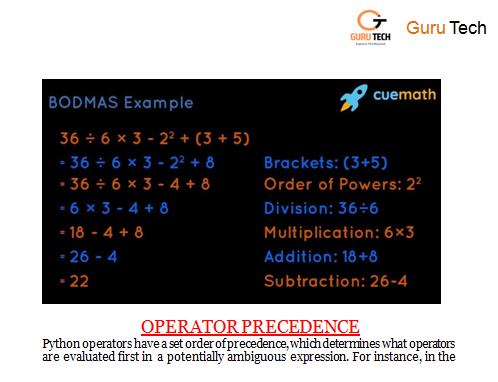 GURU TECH
Guru Tech
BODMAS Example
cuemath
36 ÷ 6 × 3 - 2² + (3 + 5)
= 36 ÷ 6 × 3 - 2² + 8 Brackets: (3+5)
= 36 ÷ 6 × 3 - 4 + 8 Order of Powers: 2²
= 6 × 3 - 4 + 8 Division: 36÷6
= 18 - 4 + 8 Multiplication: 6×3
= 26 - 4 Addition: 18+8
= 22 Subtraction: 26-4
OPERATOR PRECEDENCE
Python operators have a set order of precedence, which determines what operators
are evaluated first in a potentially ambiguous expression. For instance, in the